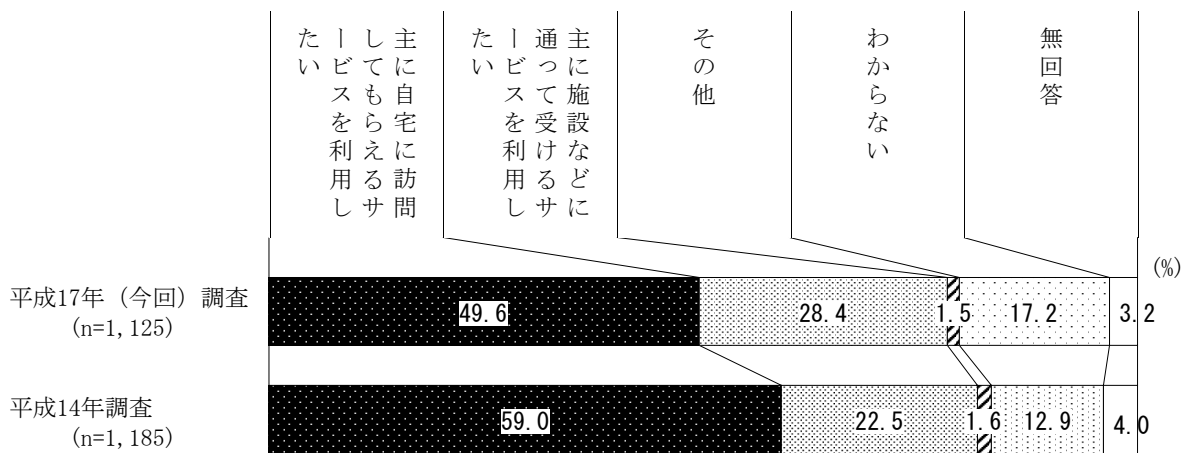 主に自宅に訪問
してもらえるサ
ービスを利用し
たい
主に施設などに
通って受けるサ
ービスを利用し
たい
その他
わからない
無回答
(%)
平成17年（今回）調査
(n=1,125)
49.6
28.4
1.5
17.2
3.2
平成14年調査
(n=1,185)
59.0
22.5
1.6
12.9
4.0